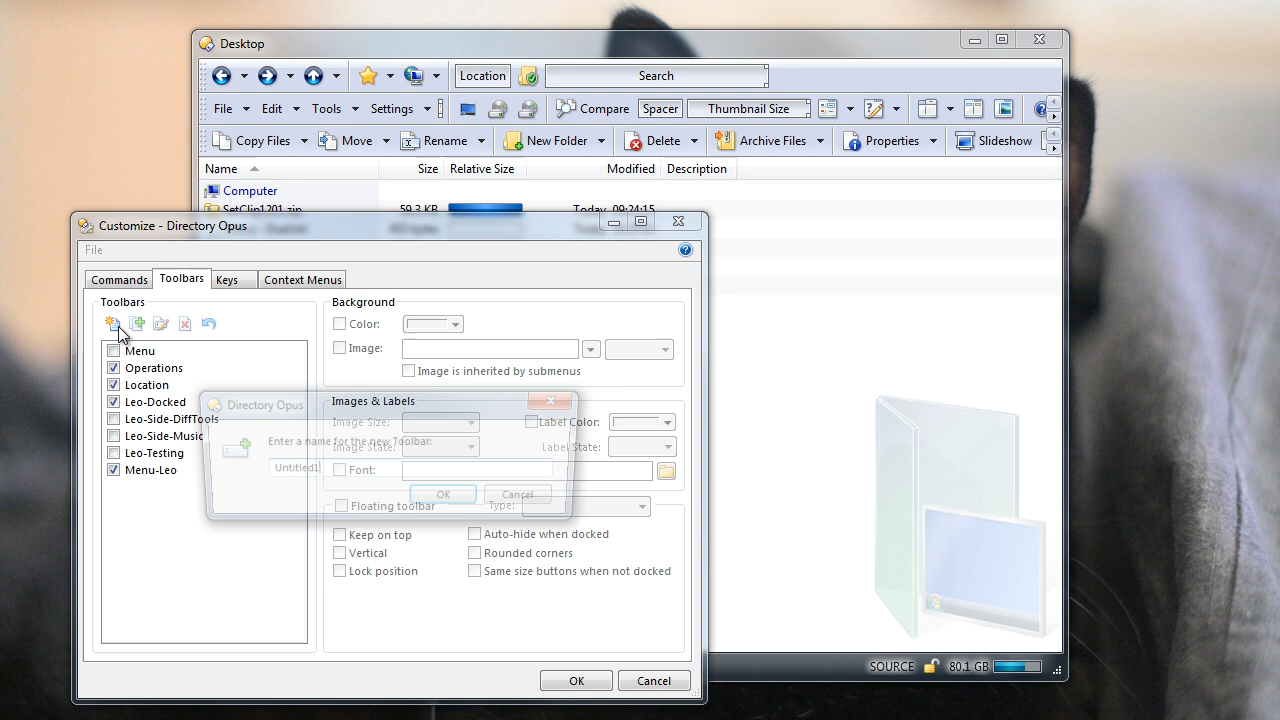 Desktop
Location Search
File Edit Tools Settings Compare Spacer Thumbnail Size
Copy Files Move Rename New Folder Delete Archive Files Properties Slideshow
Name Size Relative Size Modified Description
Computer
SetClip1201.zip 59.3 KB Today 09:24:15
Customize - Directory Opus
File
Commands Toolbars Keys Context Menus
Toolbars
Menu
Operations
Location
Leo-Docked
Leo-Side-DiffTools
Leo-Side-Music
Leo-Testing
Menu-Leo
Background
Color:
Image:
Image is inherited by submenus
Images & Labels
Image Size: Label Color:
Image State: Label State:
Font:
Floating toolbar Type:
Keep on top Auto-hide when docked
Vertical Rounded corners
Lock position Same size buttons when not docked
Directory Opus
Enter a name for the new Toolbar:
Untitled1
OK Cancel
OK Cancel
SOURCE 80.1 GB